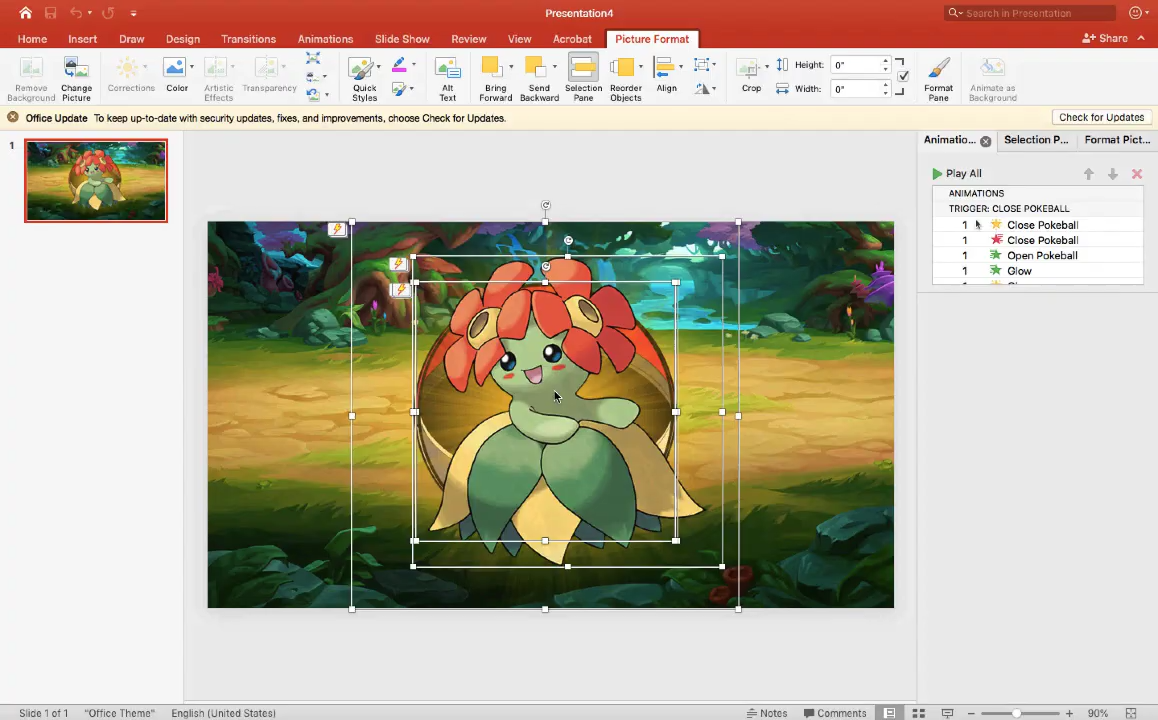 Presentation4
Search in Presentation
Home Insert Draw Design Transitions Animations Slide Show Review View Acrobat Picture Format Share
Remove Background Change Picture Corrections Color Artistic Effects Transparency Quick Styles Alt Text Bring Forward Send Backward Selection Pane Reorder Objects Align Crop Height: 0" Width: 0" Format Pane Animate as Background
Office Update To keep up-to-date with security updates, fixes, and improvements, choose Check for Updates. Check for Updates
1
Animatio... Selection P... Format Pict...
Play All
ANIMATIONS
TRIGGER: CLOSE POKEBALL
1 Close Pokeball
1 Close Pokeball
1 Open Pokeball
1 Glow
Slide 1 of 1 "Office Theme" English (United States) Notes Comments 90%